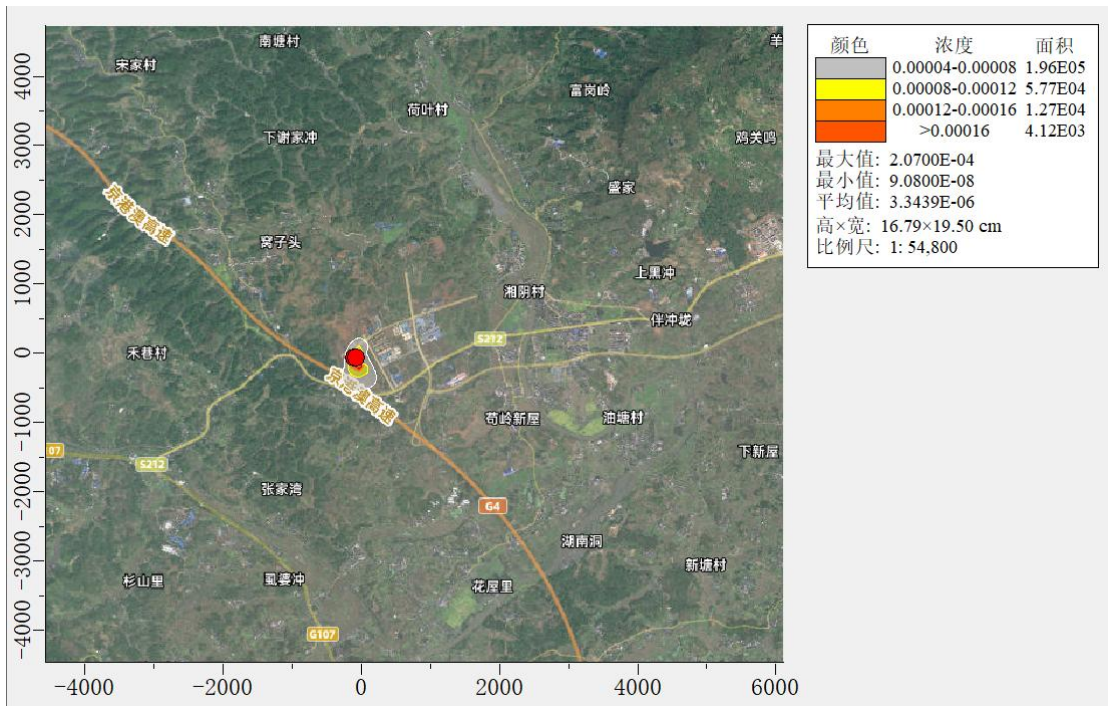 南塘村
羊
宋家村
富岗岭
荷叶村
下谢家冲
鸡关鸣
盛家
京港澳高速
窝子头
上黑冲
湘阴村
伴冲垅
S212
禾巷村
京港澳高速
苟岭新屋
油塘村
07
S212
下新屋
张家湾
G4
湖南洞
新塘村
杉山里
虱婆冲
花屋里
G107
4000
3000
2000
1000
0
-1000
-2000
-3000
-4000
-4000 -2000 0 2000 4000 6000
颜色 浓度 面积
0.00004-0.00008 1.96E05
0.00008-0.00012 5.77E04
0.00012-0.00016 1.27E04
>0.00016 4.12E03
最大值: 2.0700E-04
最小值: 9.0800E-08
平均值: 3.3439E-06
高×宽: 16.79×19.50 cm
比例尺: 1: 54,800